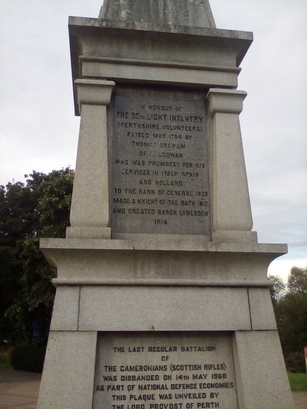 IN HONOUR OF
THE 90TH LIGHT INFANTRY
(PERTHSHIRE VOLUNTEERS)
RAISED MAY 1794 BY
THOMAS GRAHAM
OF BALGOWAN
WHO WAS PROMOTED FOR HIS
SERVICES IN ITALY SPAIN
AND HOLLAND
TO THE RANK OF GENERAL
MADE A KNIGHT OF THE BATH
AND CREATED BARON LYNEDOCH
1814.
THE LAST REGULAR BATTALION
OF
THE CAMERONIANS (SCOTTISH RIFLES)
WAS DISBANDED ON 14TH MAY 1968
AS PART OF NATIONAL DEFENCE ECONOMIES
THIS PLAQUE WAS UNVEILED BY
THE LORD PROVOST OF PERTH